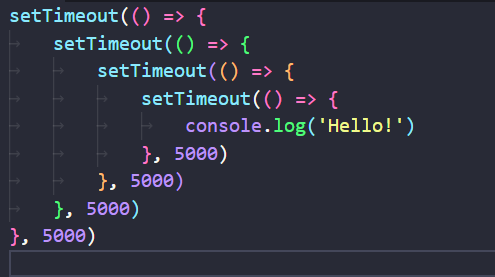 setTimeout(() => {
    setTimeout(() => {
        setTimeout(() => {
            setTimeout(() => {
                console.log('Hello!')
            }, 5000)
        }, 5000)
    }, 5000)
}, 5000)